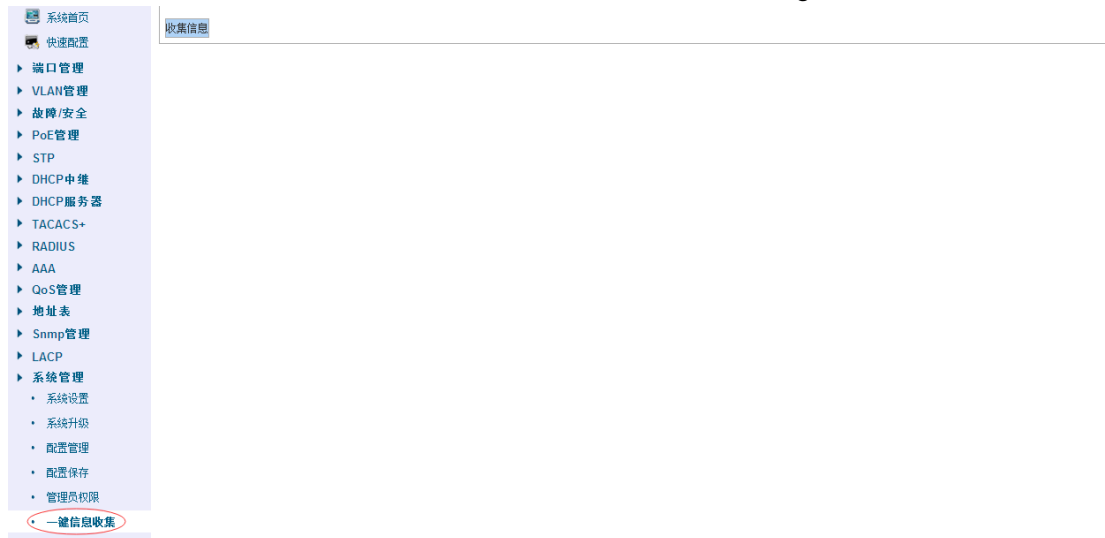 系统首页
快速配置
端口管理
VLAN管理
故障/安全
PoE管理
STP
DHCP中继
DHCP服务器
TACACS+
RADIUS
AAA
QoS管理
地址表
Snmp管理
LACP
系统管理
系统设置
系统升级
配置管理
配置保存
管理员权限
一键信息收集
收集信息